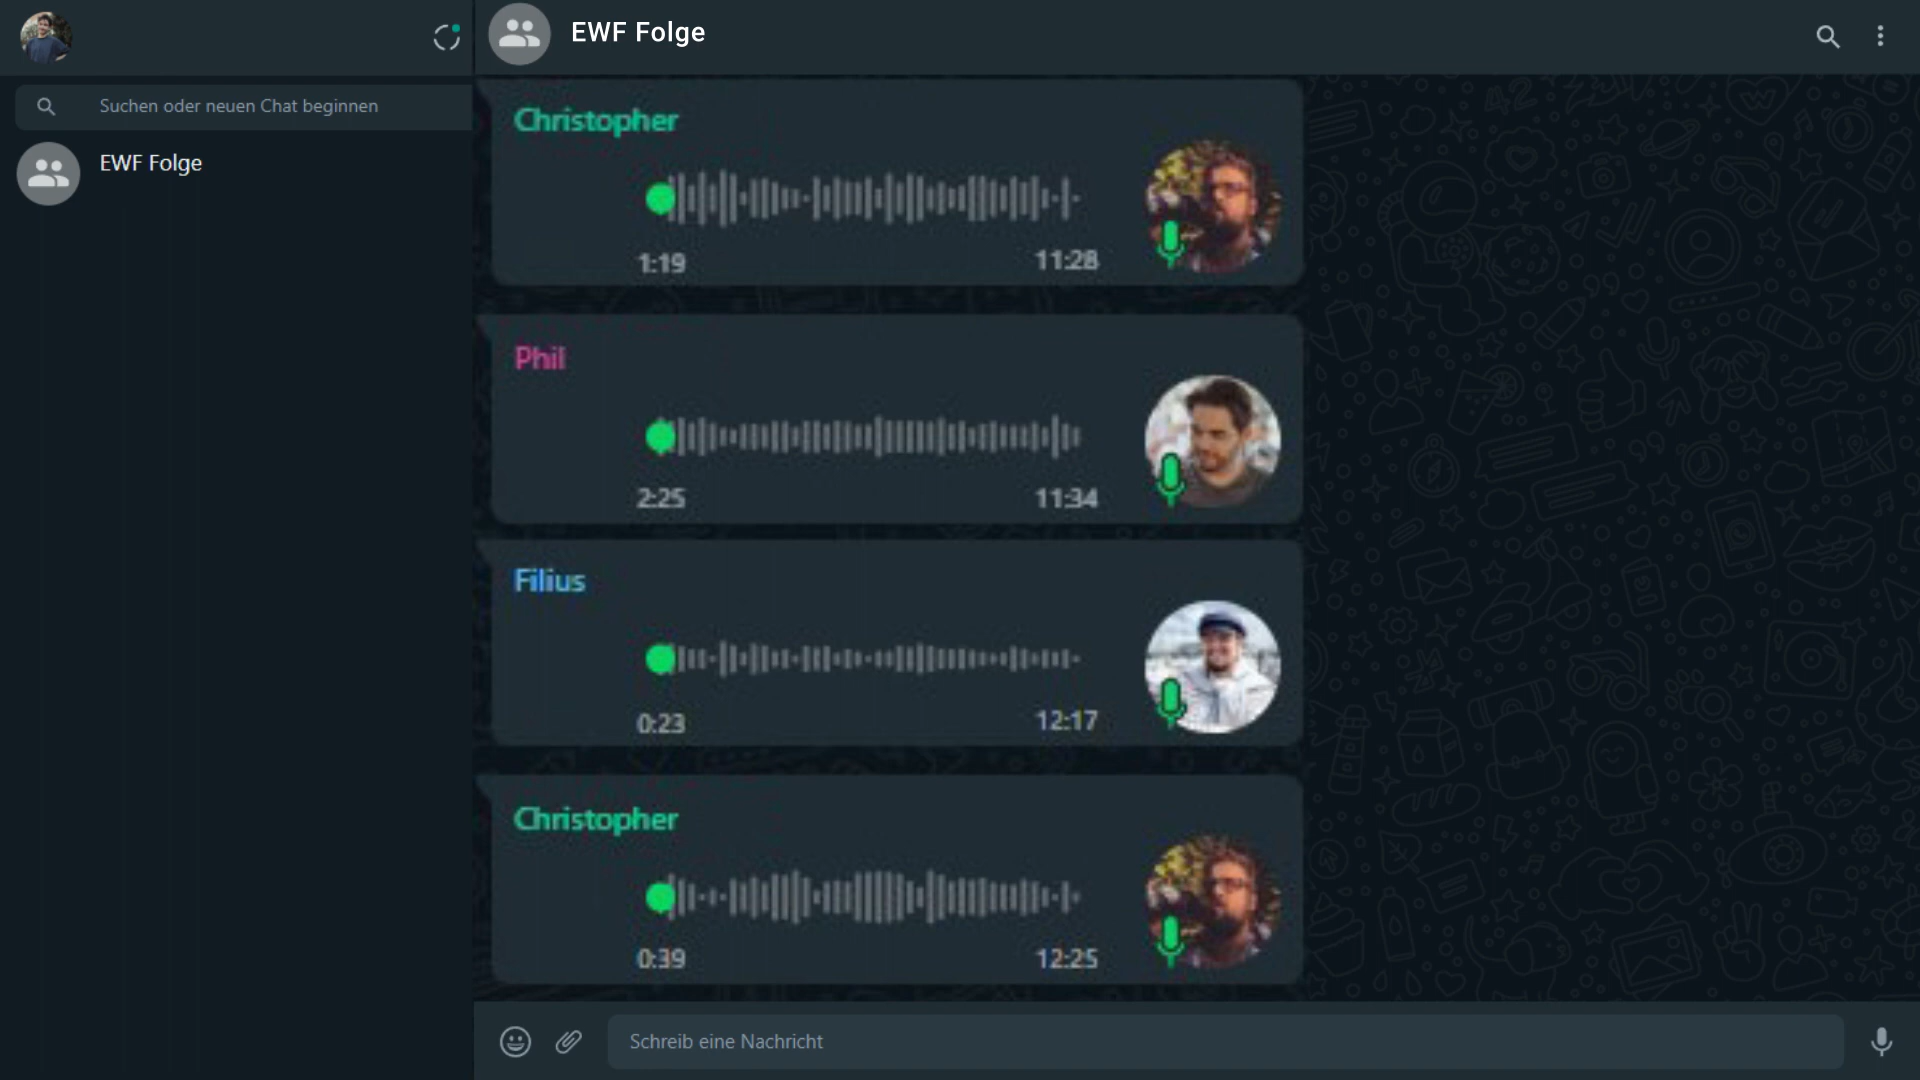 EWF Folge
Suchen oder neuen Chat beginnen
EWF Folge
Christopher
1:19
11:28
Phil
2:25
11:34
Filius
0:23
12:17
Christopher
0:39
12:25
Schreib eine Nachricht